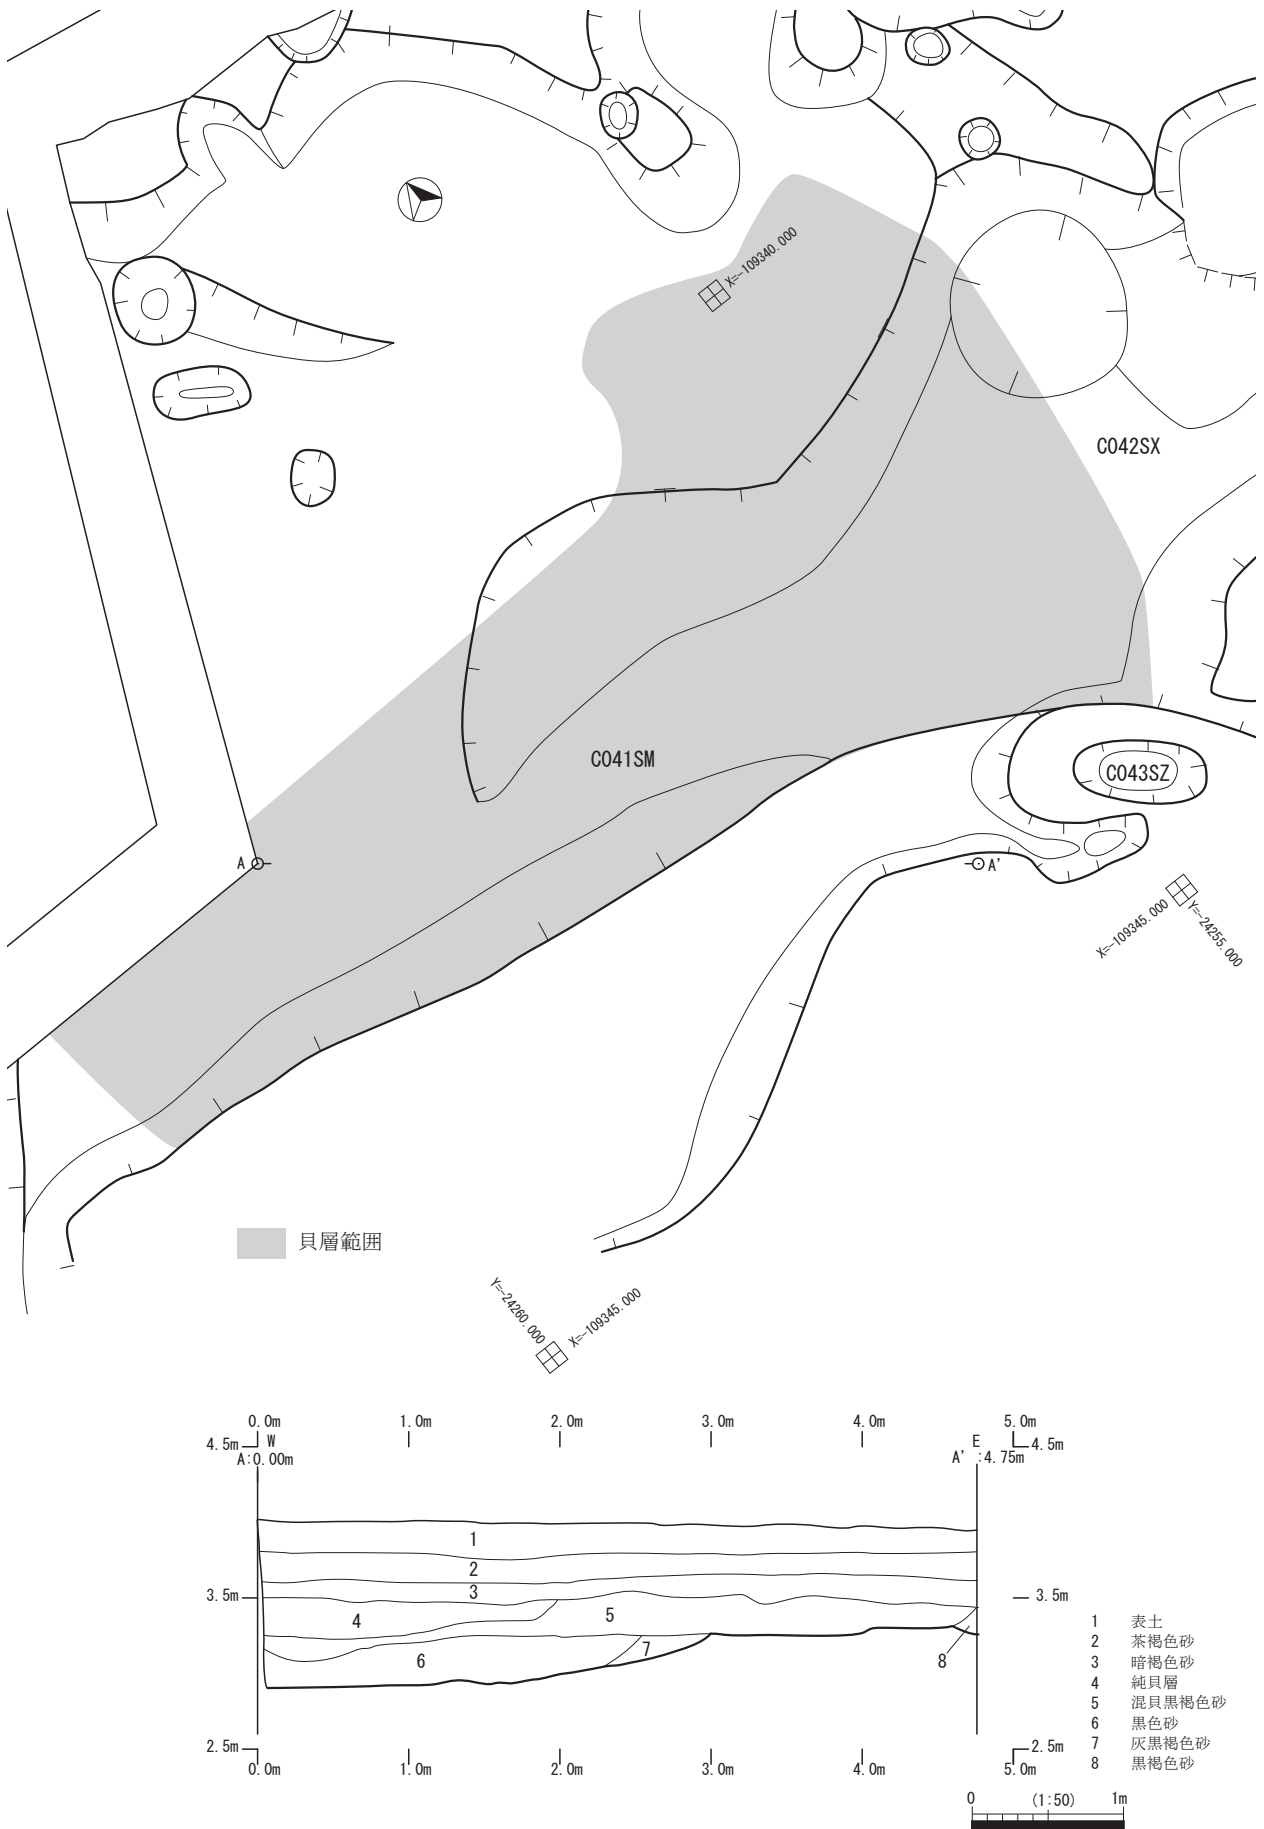 X=-109340.000
C042SX
C041SM
C043SZ
A
A'
X=-109345.000
Y=-24255.000
貝層範囲
Y=-24260.000
X=-109345.000
0.0m 1.0m 2.0m 3.0m 4.0m 5.0m
4.5m W E 4.5m
A:0.00m A' :4.75m
1
2
3.5m 3 3.5m
4 5
6 7 8
2.5m 2.5m
0.0m 1.0m 2.0m 3.0m 4.0m 5.0m
1 表土
2 茶褐色砂
3 暗褐色砂
4 純貝層
5 混貝黒褐色砂
6 黒色砂
7 灰黒褐色砂
8 黒褐色砂
0 (1:50) 1m